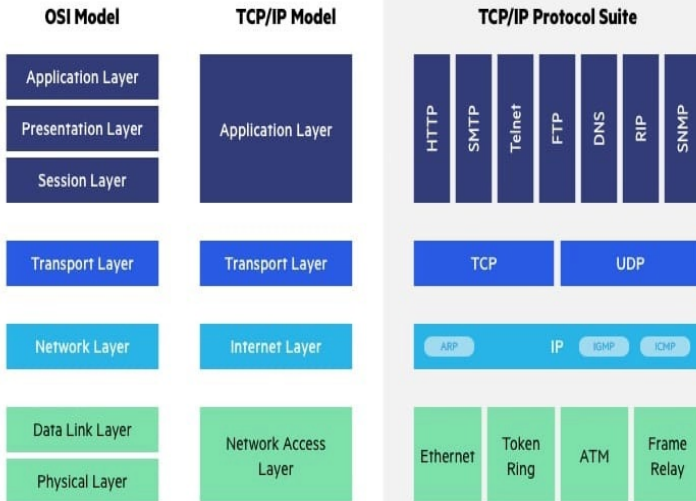 OSI Model
TCP/IP Model
TCP/IP Protocol Suite
Application Layer
Presentation Layer
Session Layer
Application Layer
HTTP
SMTP
Telnet
FTP
DNS
RIP
SNMP
Transport Layer
Transport Layer
TCP
UDP
Network Layer
Internet Layer
ARP
IP
IGMP
ICMP
Data Link Layer
Physical Layer
Network Access
Layer
Ethernet
Token
Ring
ATM
Frame
Relay